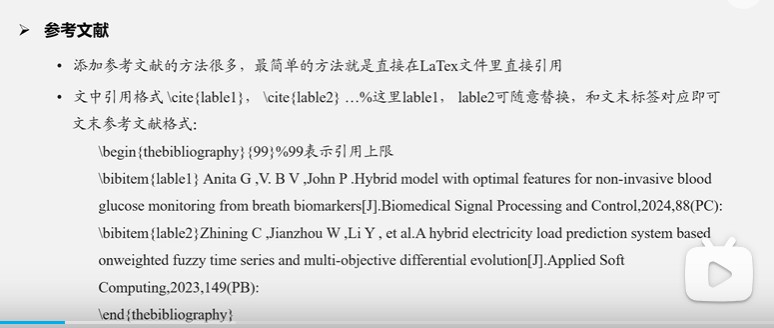 ➢ 参考文献
• 添加参考文献的方法很多，最简单的方法就是直接在LaTex文件里直接引用
• 文中引用格式 \cite{lable1}， \cite{lable2} …%这里lable1， lable2可随意替换，和文末标签对应即可
文末参考文献格式：
\begin{thebibliography}{99}%99表示引用上限
\bibitem{lable1} Anita G ,V. B V ,John P .Hybrid model with optimal features for non-invasive blood
glucose monitoring from breath biomarkers[J].Biomedical Signal Processing and Control,2024,88(PC):
\bibitem{lable2}Zhining C ,Jianzhou W ,Li Y , et al.A hybrid electricity load prediction system based
onweighted fuzzy time series and multi-objective differential evolution[J].Applied Soft
Computing,2023,149(PB):
\end{thebibliography}